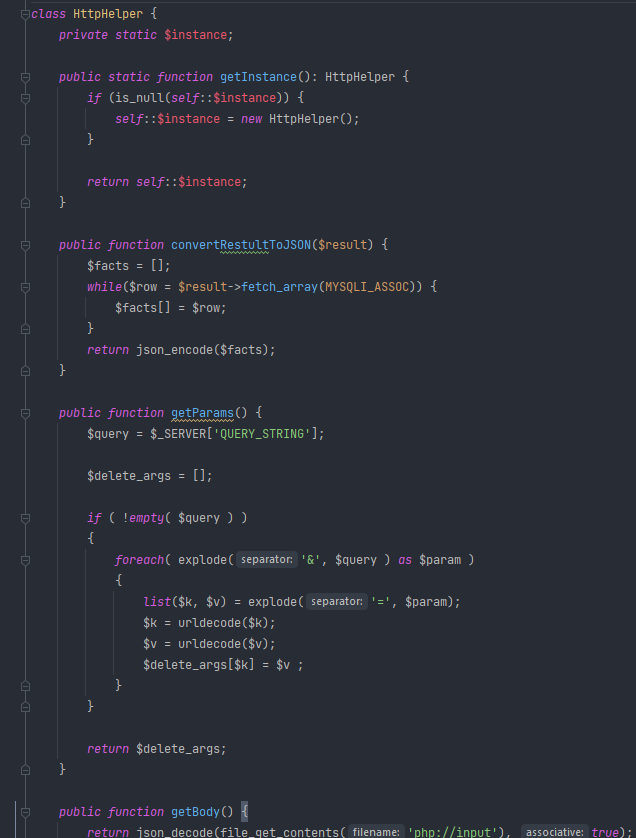 class HttpHelper {
private static $instance;
public static function getInstance(): HttpHelper {
if (is_null(self::$instance)) {
self::$instance = new HttpHelper();
}
return self::$instance;
}
public function convertRestultToJSON($result) {
$facts = [];
while($row = $result->fetch_array(MYSQLI_ASSOC)) {
$facts[] = $row;
}
return json_encode($facts);
}
public function getParams() {
$query = $_SERVER['QUERY_STRING'];
$delete_args = [];
if ( !empty( $query ) )
{
foreach( explode( separator: '&', $query ) as $param )
{
list($k, $v) = explode( separator: '=', $param);
$k = urldecode($k);
$v = urldecode($v);
$delete_args[$k] = $v ;
}
}
return $delete_args;
}
public function getBody() {
return json_decode(file_get_contents( filename: 'php://input'), associative: true);